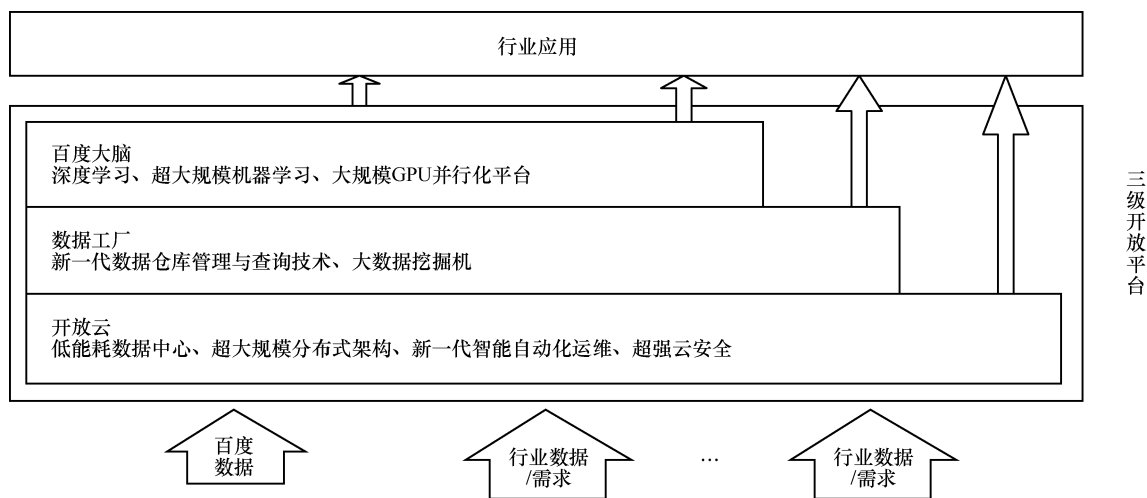 行业应用
百度大脑
深度学习、超大规模机器学习、大规模GPU并行化平台
数据工厂
新一代数据仓库管理与查询技术、大数据挖掘机
开放云
低能耗数据中心、超大规模分布式架构、新一代智能自动化运维、超强云安全
三级开放平台
百度
数据
行业数据
/需求
…
行业数据
/需求